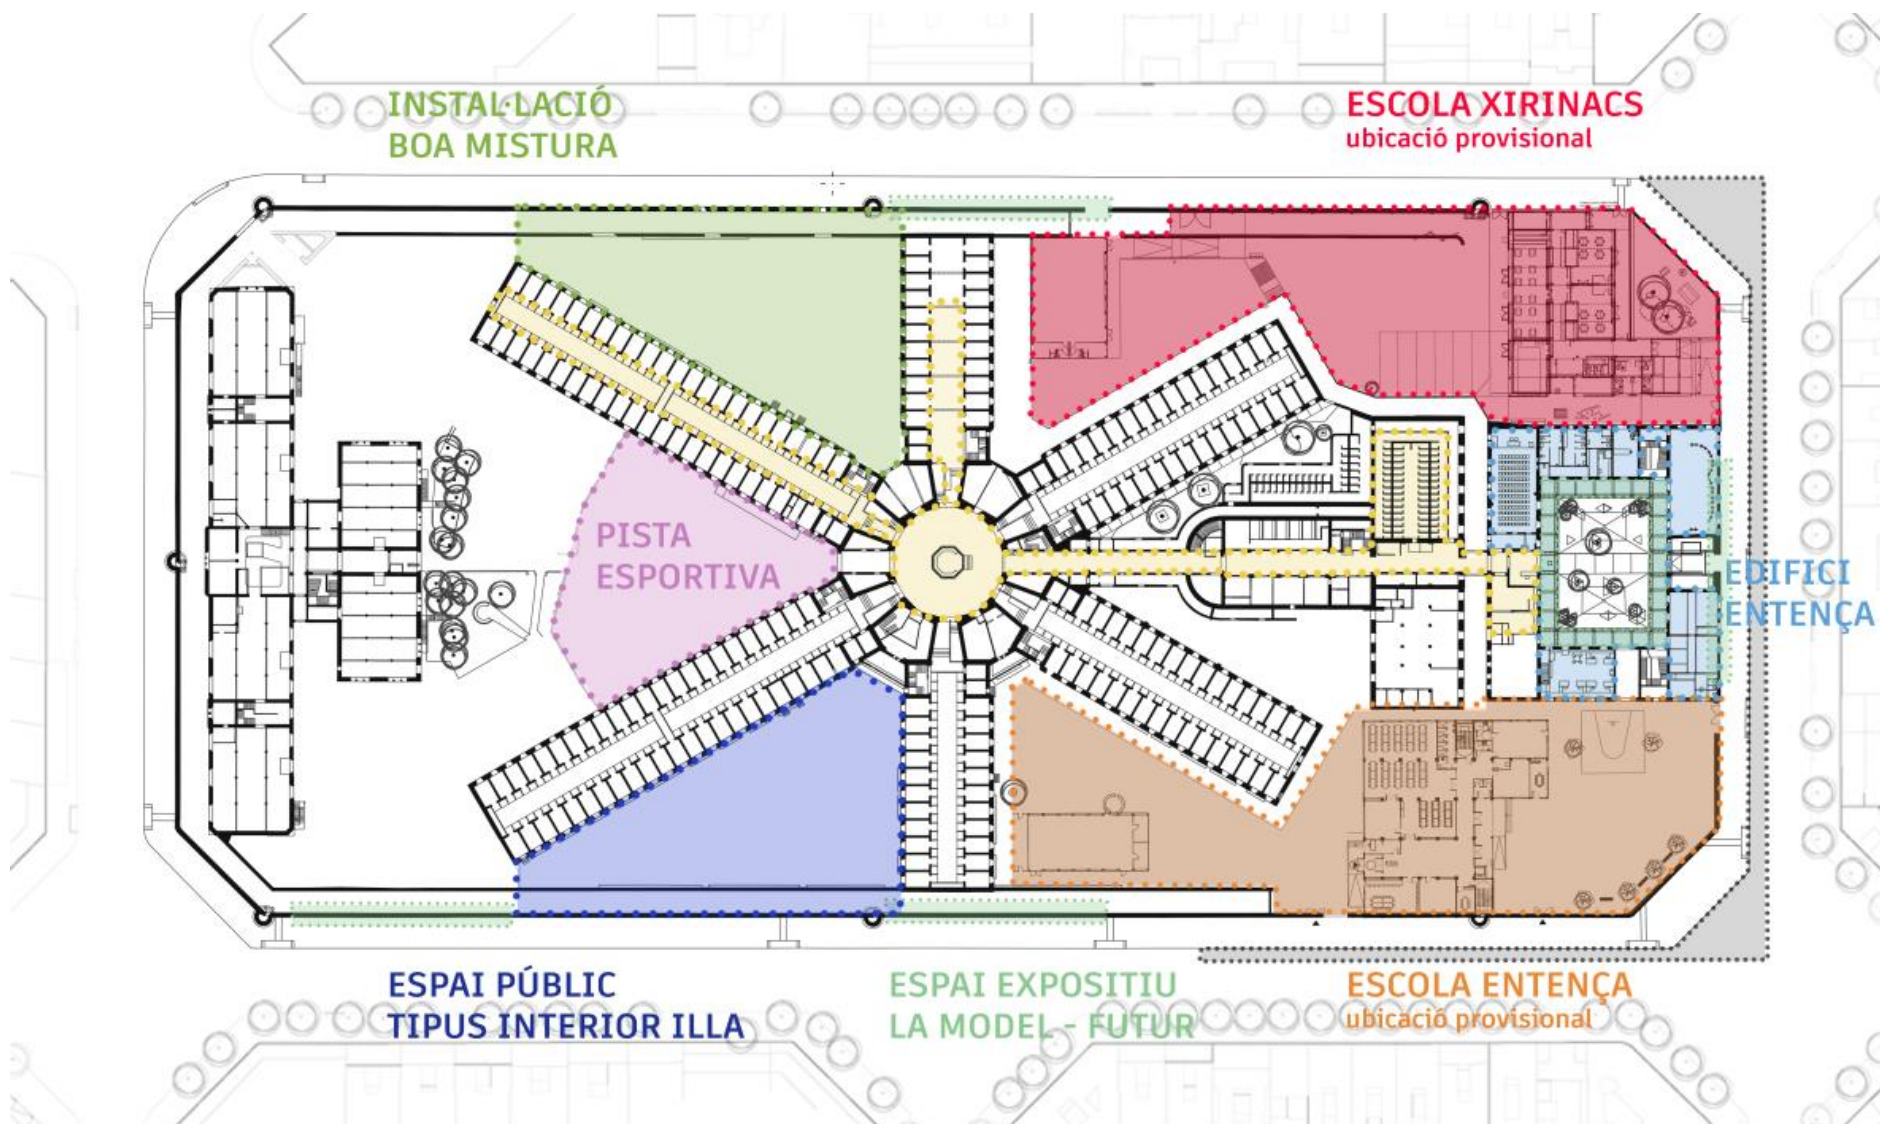 INSTAL·LACIÓ
BOA MISTURA
ESCOLA XIRINACS
ubicació provisional
PISTA
ESPORTIVA
EDIFICI
ENTENÇA
ESPAI PÚBLIC
TIPUS INTERIOR ILLA
ESPAI EXPOSITIU
LA MODEL - FUTUR
ESCOLA ENTENÇA
ubicació provisional